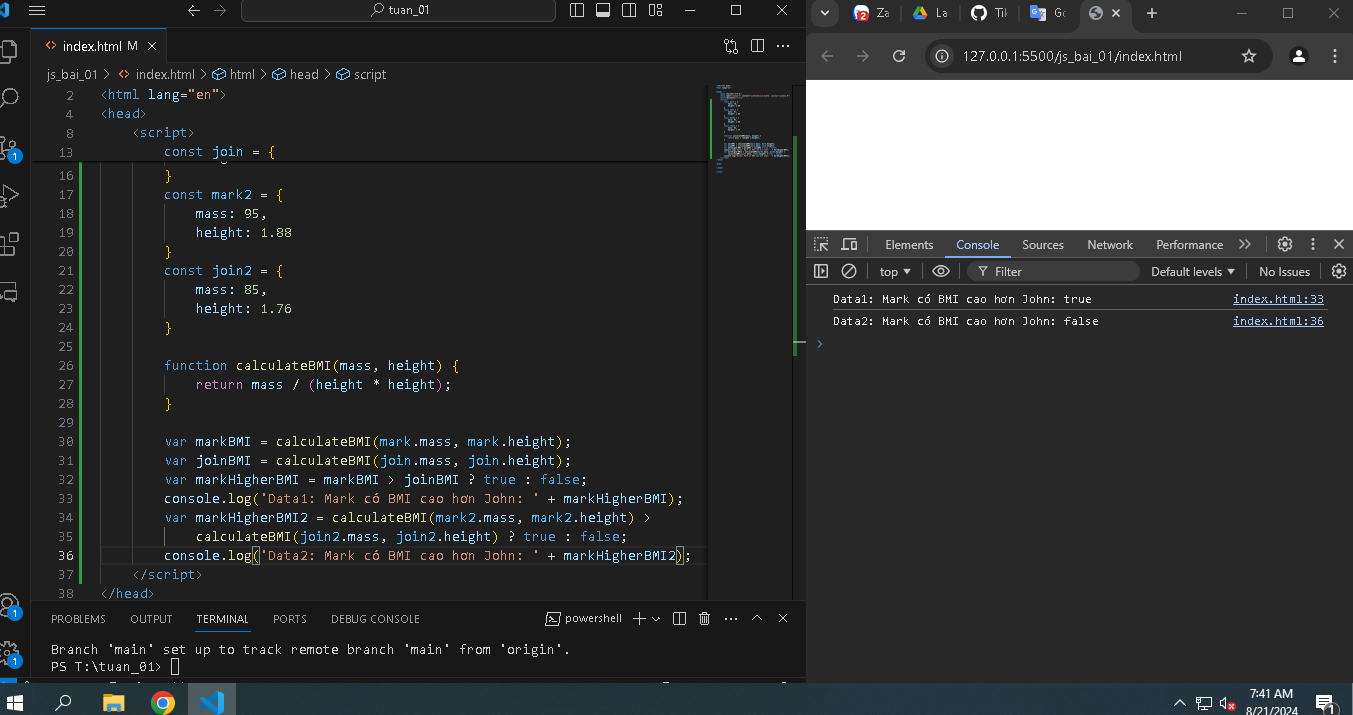 tuan_01
index.html M
js_bai_01 > index.html > html > head > script
2 <html lang="en">
4 <head>
8 <script>
13 const join = {
16 }
17 const mark2 = {
18 mass: 95,
19 height: 1.88
20 }
21 const join2 = {
22 mass: 85,
23 height: 1.76
24 }
25
26 function calculateBMI(mass, height) {
27 return mass / (height * height);
28 }
29
30 var markBMI = calculateBMI(mark.mass, mark.height);
31 var joinBMI = calculateBMI(join.mass, join.height);
32 var markHigherBMI = markBMI > joinBMI ? true : false;
33 console.log('Data1: Mark có BMI cao hơn John: ' + markHigherBMI);
34 var markHigherBMI2 = calculateBMI(mark2.mass, mark2.height) >
35 calculateBMI(join2.mass, join2.height) ? true : false;
36 console.log('Data2: Mark có BMI cao hơn John: ' + markHigherBMI2);
37 </script>
38 </head>
1
1
1
PROBLEMS OUTPUT TERMINAL PORTS DEBUG CONSOLE powershell
Branch 'main' set up to track remote branch 'main' from 'origin'.
PS T:\tuan_01>
2 Za La Tik Go
127.0.0.1:5500/js_bai_01/index.html
Elements Console Sources Network Performance
top Filter Default levels No Issues
Data1: Mark có BMI cao hơn John: true index.html:33
Data2: Mark có BMI cao hơn John: false index.html:36
7:41 AM
8/21/2024
1